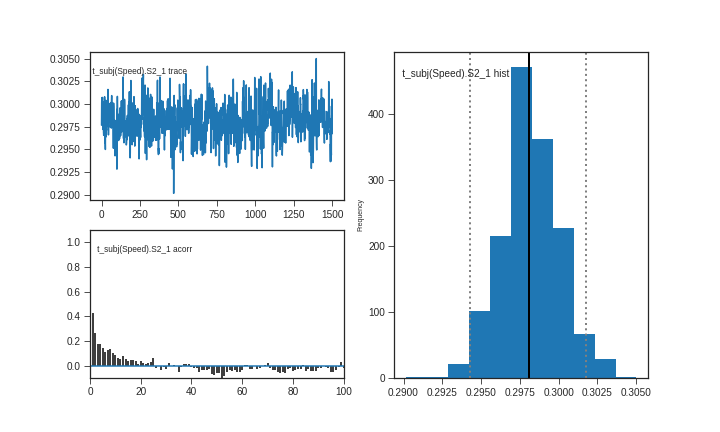 0.3050
0.3025
0.3000
0.2975
0.2950
0.2925
0.2900
t_subj(Speed).S2_1 trace
0 250 500 750 1000 1250 1500
1.0
0.8
0.6
0.4
0.2
0.0
t_subj(Speed).S2_1 acorr
0 20 40 60 80 100
t_subj(Speed).S2_1 hist
Frequency
400
300
200
100
0
0.2900 0.2925 0.2950 0.2975 0.3000 0.3025 0.3050